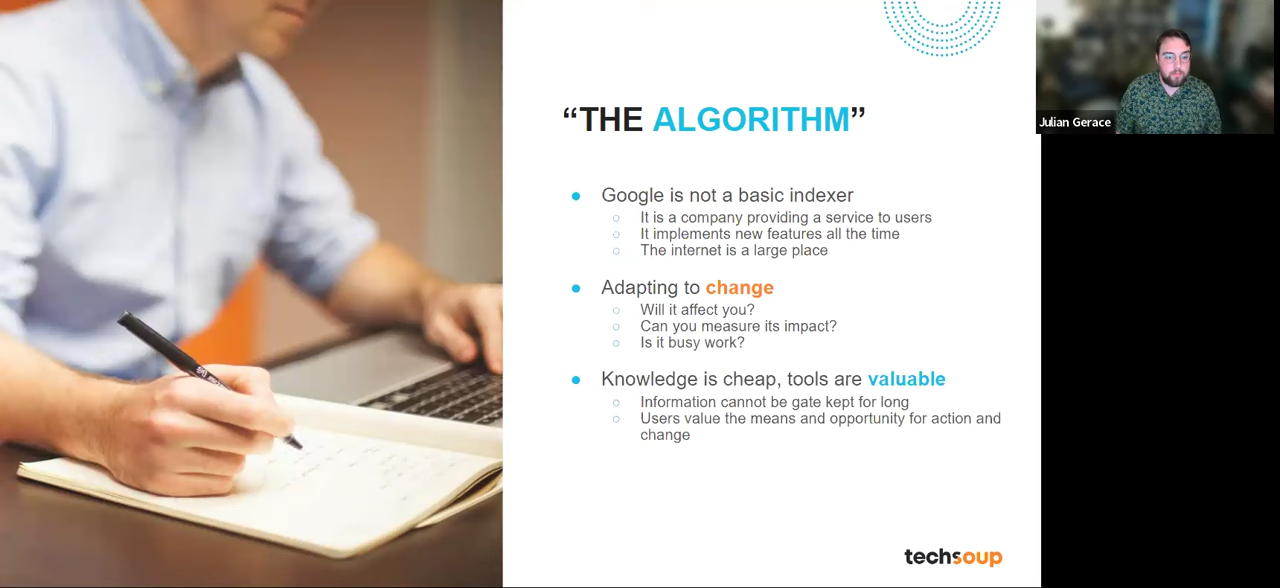 “THE ALGORITHM”
Julian Gerace
● Google is not a basic indexer
○ It is a company providing a service to users
○ It implements new features all the time
○ The internet is a large place
● Adapting to change
○ Will it affect you?
○ Can you measure its impact?
○ Is it busy work?
● Knowledge is cheap, tools are valuable
○ Information cannot be gate kept for long
○ Users value the means and opportunity for action and
change
techsoup